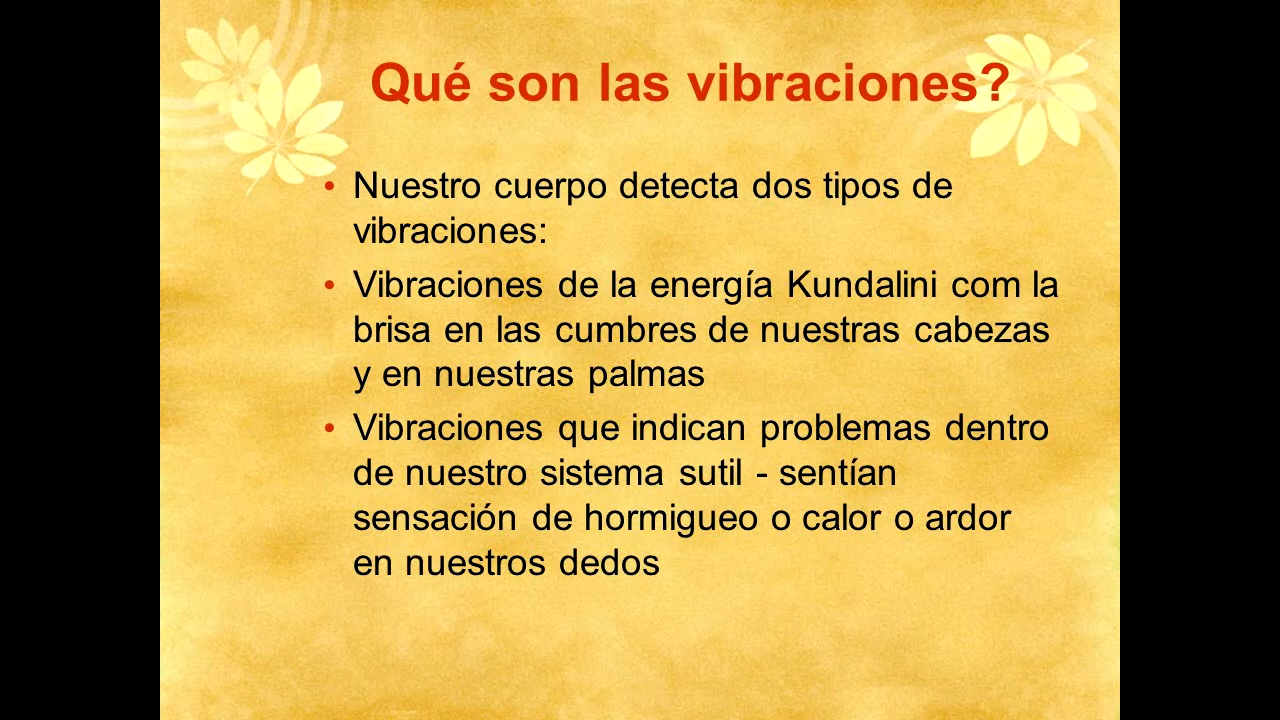 Qué son las vibraciones?
• Nuestro cuerpo detecta dos tipos de
vibraciones:
• Vibraciones de la energía Kundalini com la
brisa en las cumbres de nuestras cabezas
y en nuestras palmas
• Vibraciones que indican problemas dentro
de nuestro sistema sutil - sentían
sensación de hormigueo o calor o ardor
en nuestros dedos